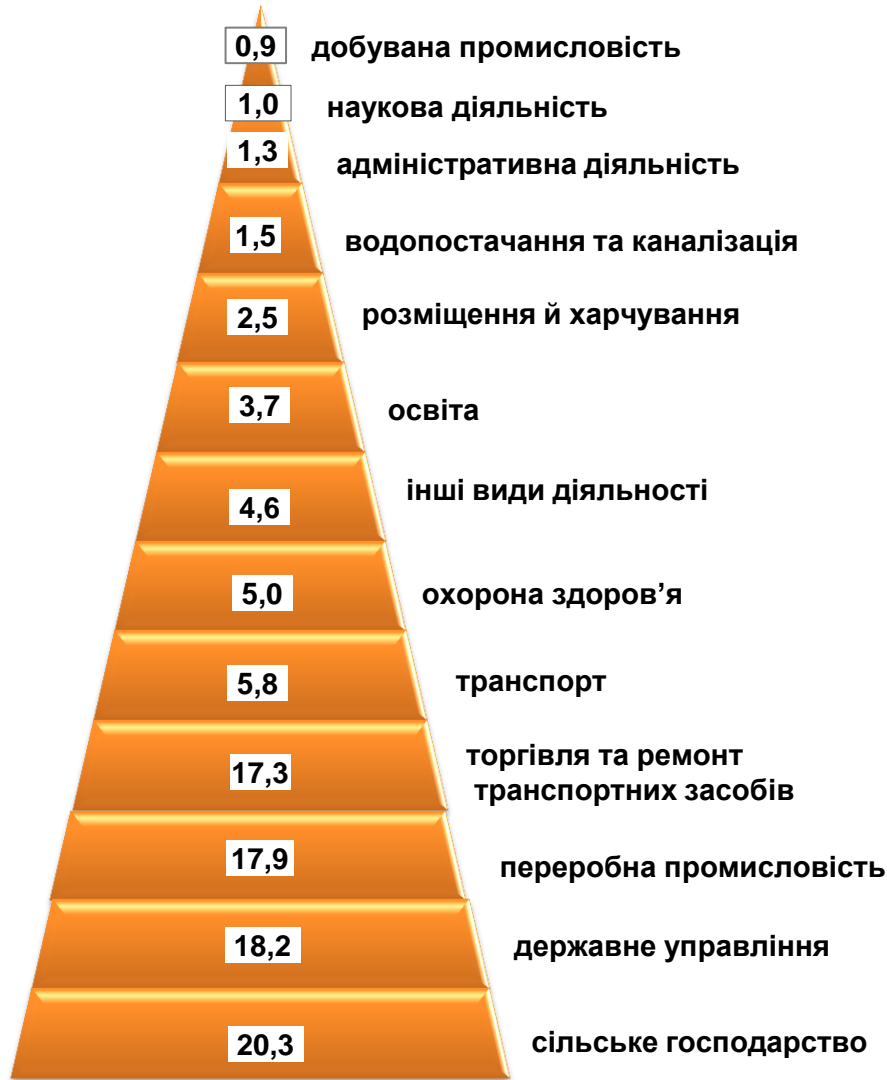 0,9 добувана промисловість
1,0 наукова діяльність
1,3 адміністративна діяльність
1,5 водопостачання та каналізація
2,5 розміщення й харчування
3,7 освіта
4,6 інші види діяльності
5,0 охорона здоров’я
5,8 транспорт
17,3 торгівля та ремонт
транспортних засобів
17,9 переробна промисловість
18,2 державне управління
20,3 сільське господарство